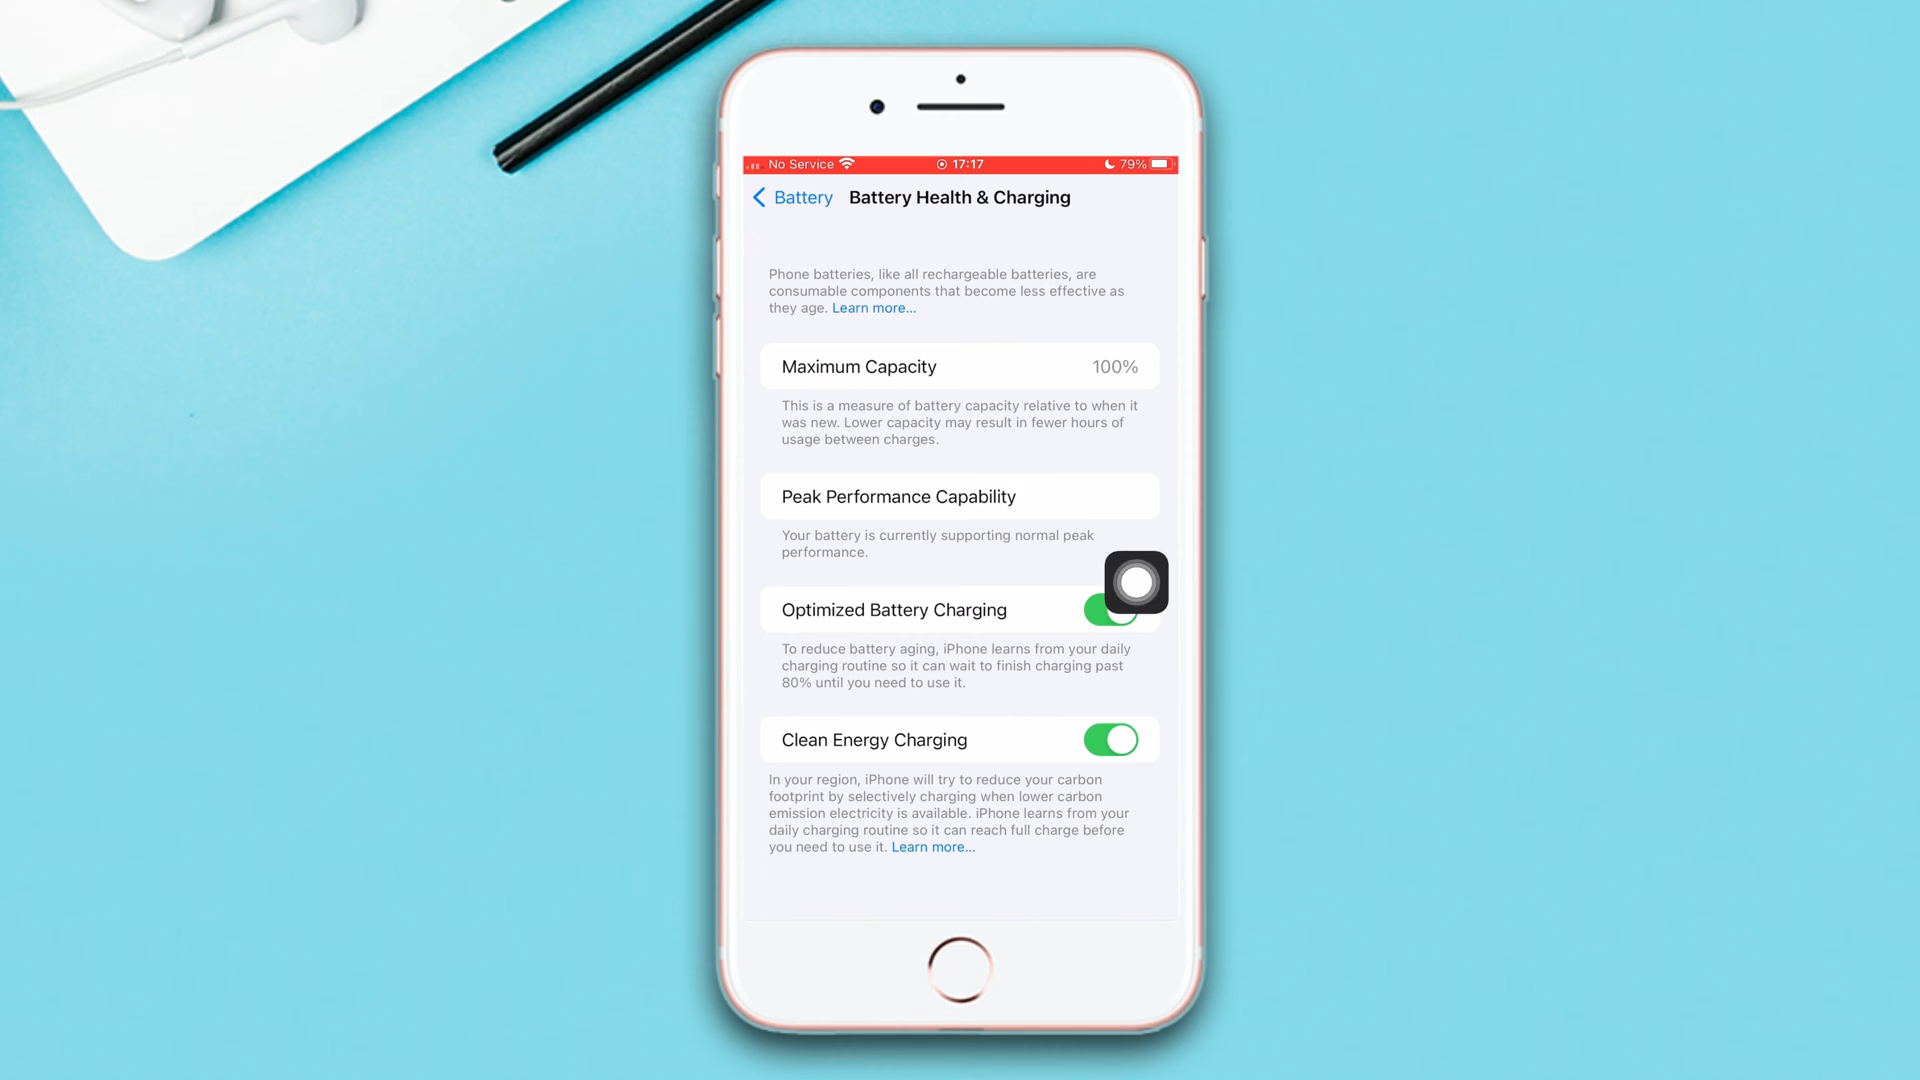 No Service 17:17 79%
Battery Battery Health & Charging
Phone batteries, like all rechargeable batteries, are
consumable components that become less effective as
they age. Learn more...
Maximum Capacity 100%
This is a measure of battery capacity relative to when it
was new. Lower capacity may result in fewer hours of
usage between charges.
Peak Performance Capability
Your battery is currently supporting normal peak
performance.
Optimized Battery Charging
To reduce battery aging, iPhone learns from your daily
charging routine so it can wait to finish charging past
80% until you need to use it.
Clean Energy Charging
In your region, iPhone will try to reduce your carbon
footprint by selectively charging when lower carbon
emission electricity is available. iPhone learns from your
daily charging routine so it can reach full charge before
you need to use it. Learn more...